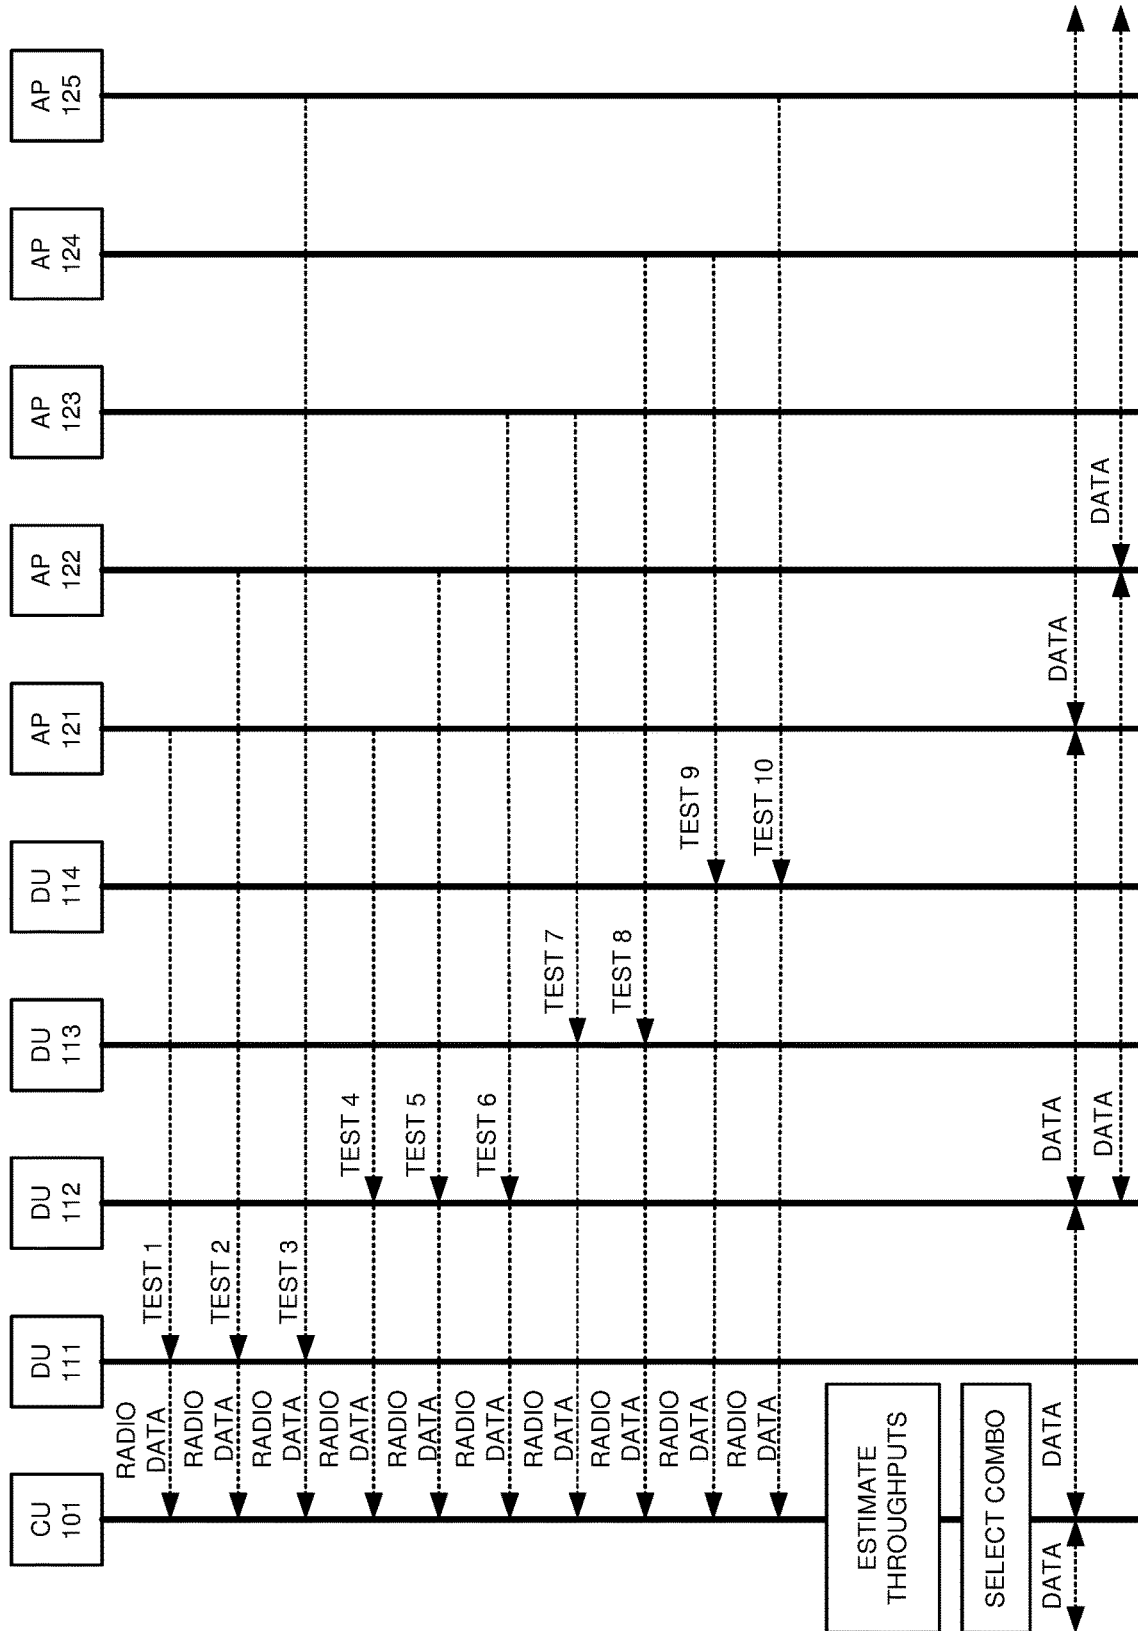 CU
101
DU
111
DU
112
DU
113
DU
114
AP
121
AP
122
AP
123
AP
124
AP
125
RADIO
DATA
TEST 1
RADIO
DATA
TEST 2
RADIO
DATA
TEST 3
RADIO
DATA
TEST 4
RADIO
DATA
TEST 5
RADIO
DATA
TEST 6
RADIO
DATA
TEST 7
RADIO
DATA
TEST 8
RADIO
DATA
TEST 9
RADIO
DATA
TEST 10
ESTIMATE
THROUGHPUTS
SELECT COMBO
DATA
DATA
DATA
DATA
DATA
DATA